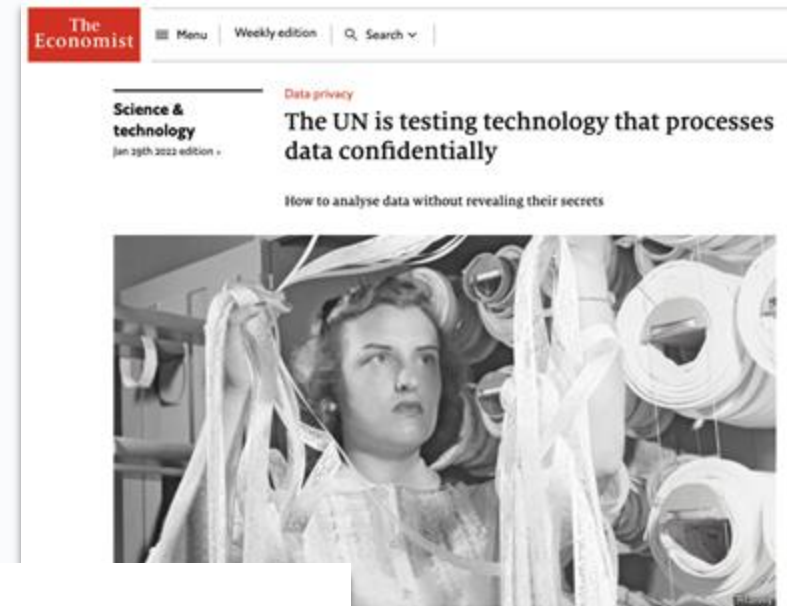 The
Economist
Menu
Weekly edition
Search
Science &
technology
Jan 29th 2022 edition
Data privacy
The UN is testing technology that processes
data confidentially
How to analyse data without revealing their secrets